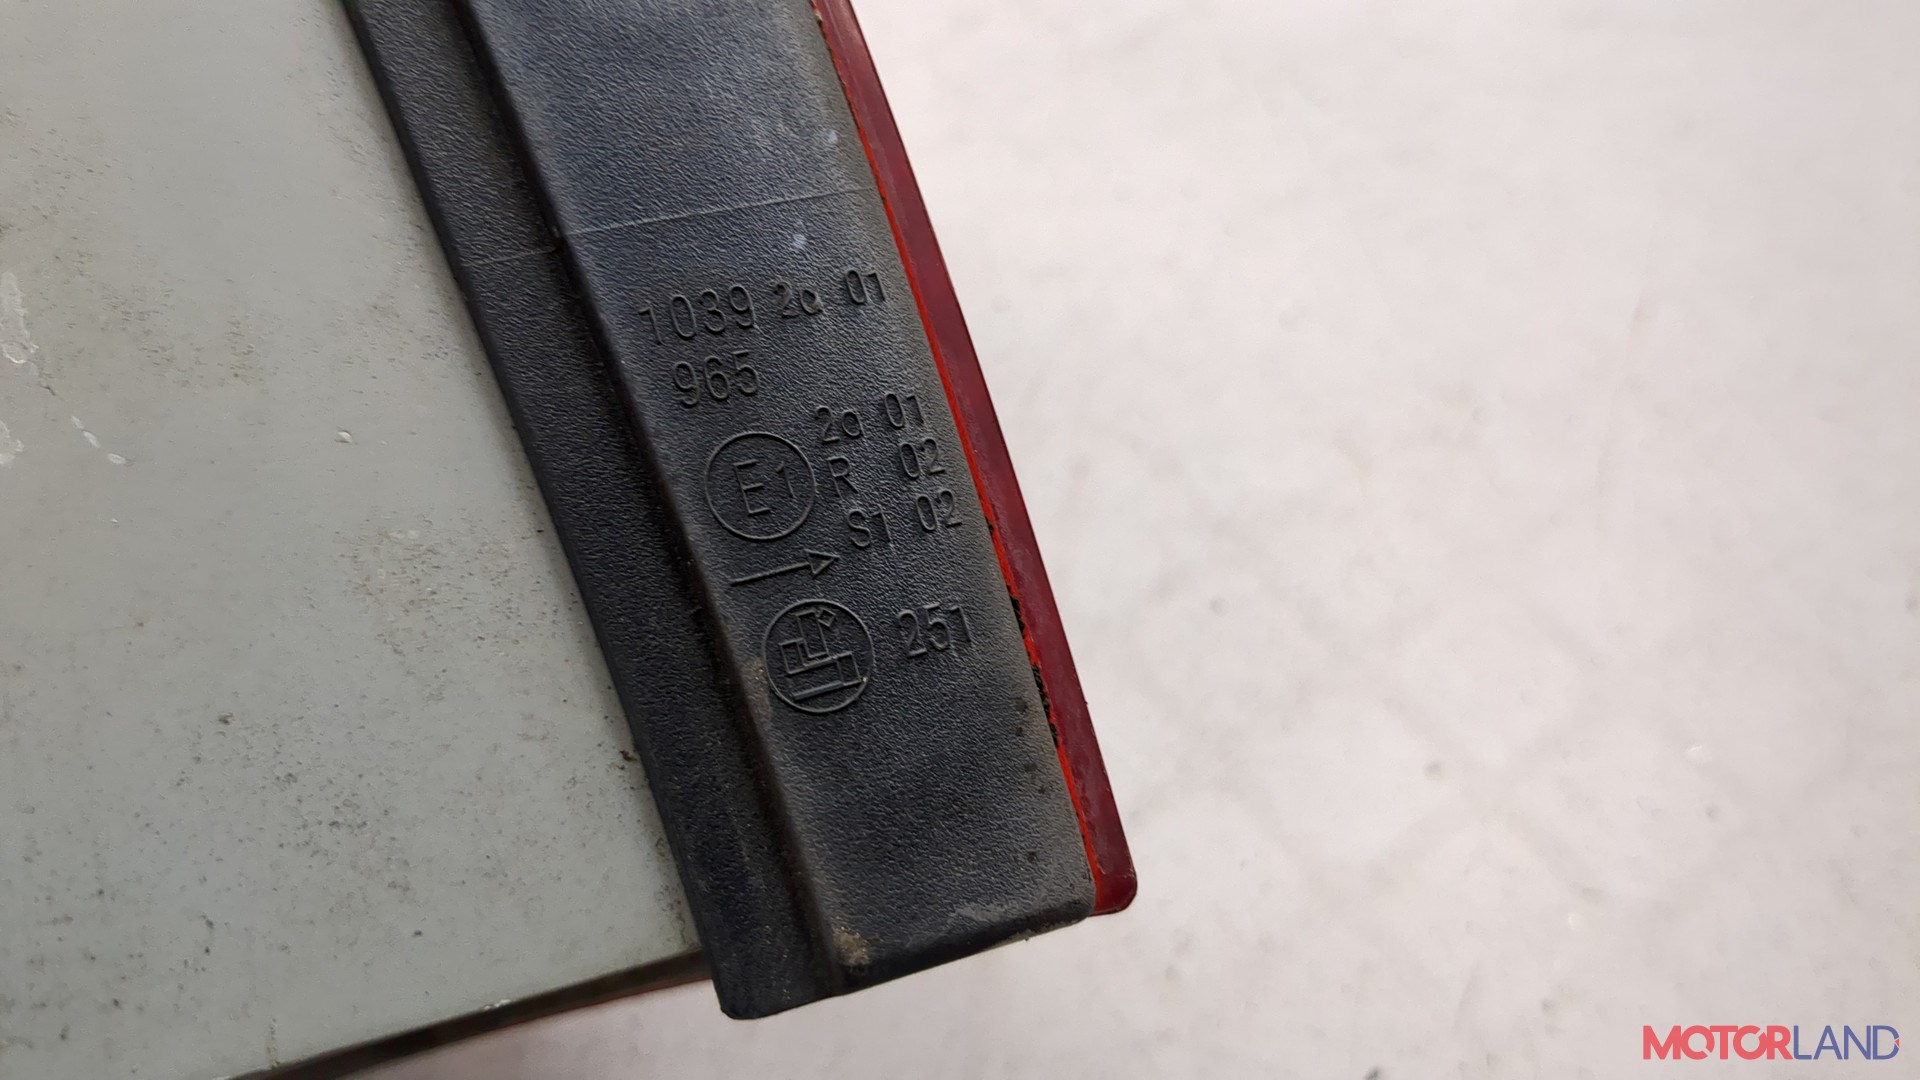 1039 2a 01
965
2a 01
E1 R 02
S1 02
251
MOTORLAND